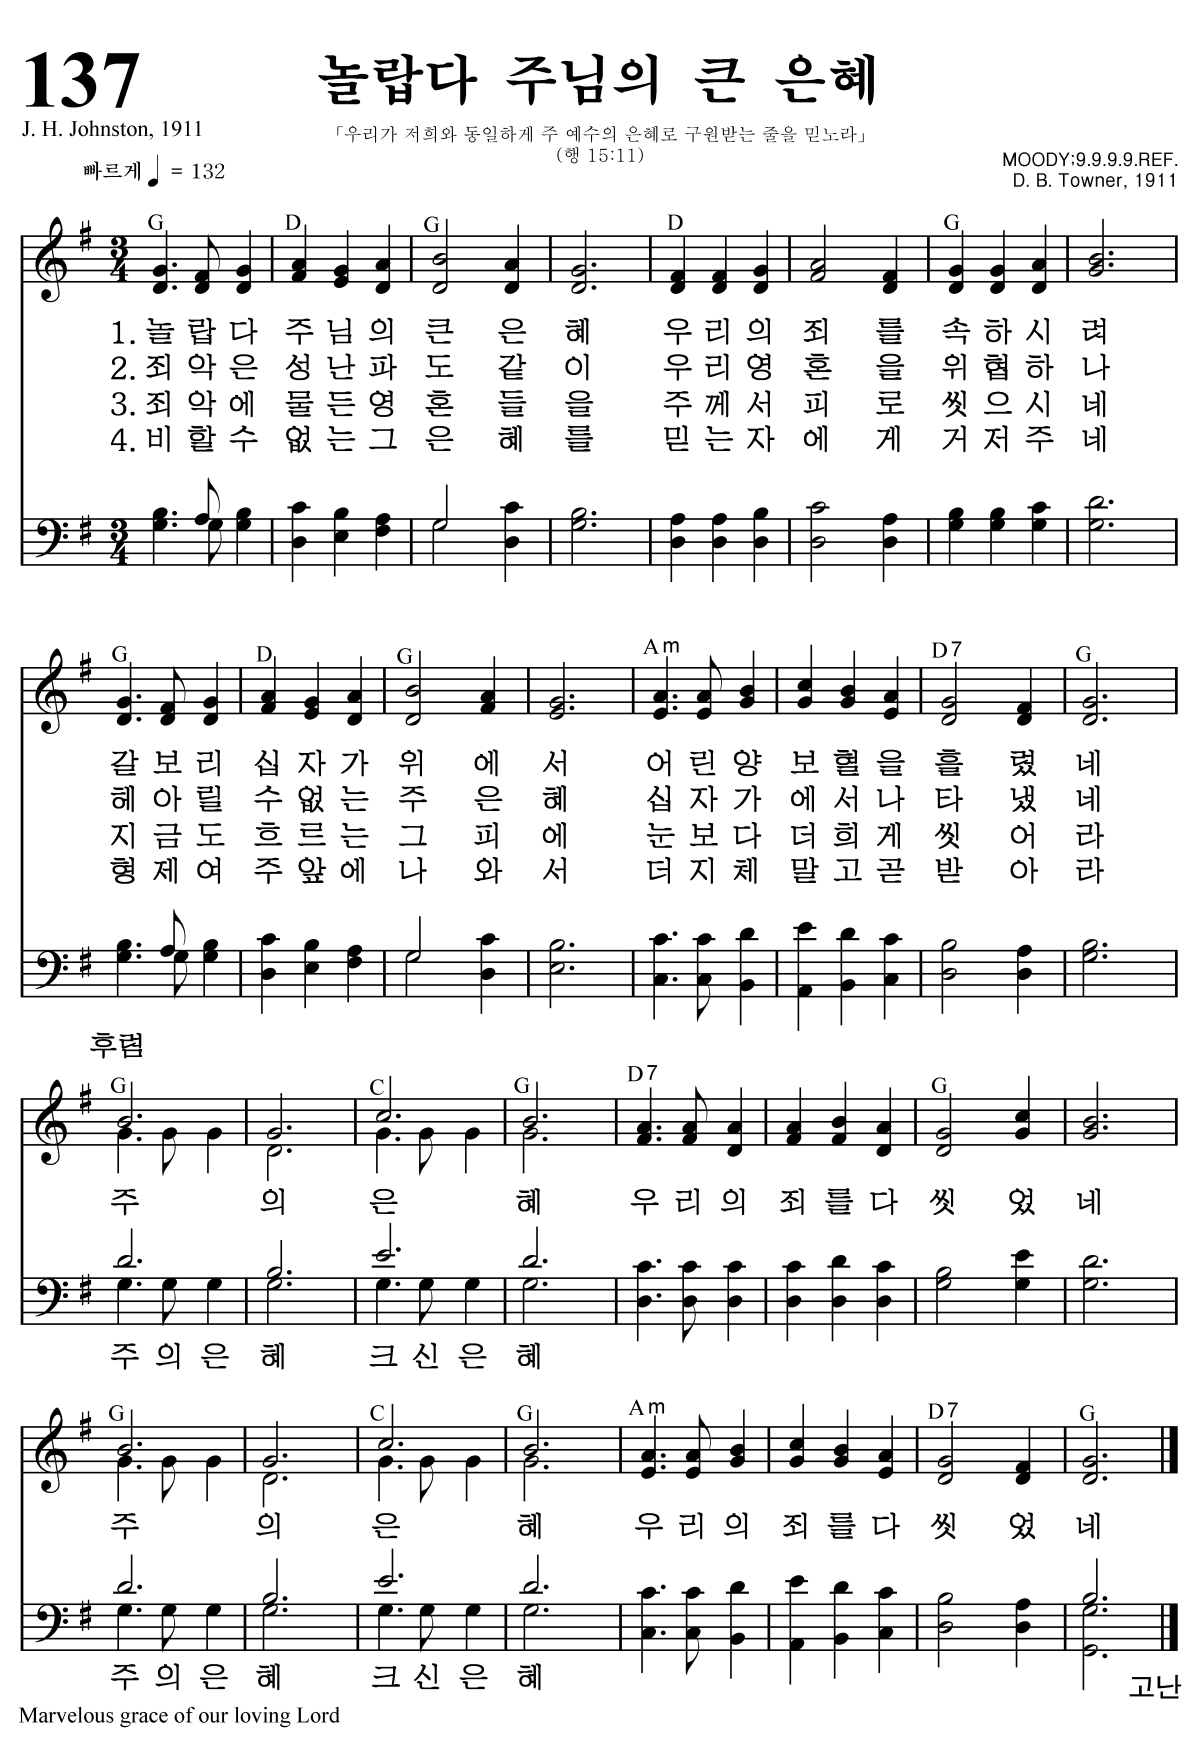 137
놀랍다 주님의 큰 은혜
J. H. Johnston, 1911
「우리가 저희와 동일하게 주 예수의 은혜로 구원받는 줄을 믿노라」
(행 15:11)
빠르게 ♩ = 132
MOODY:9.9.9.9.REF.
D. B. Towner, 1911
G D G D G
3 4
1. 놀 랍 다 주 님 의 큰 은 혜 우 리 의 죄 를 속 하 시 려
2. 죄 악 은 성 난 파 도 같 이 우 리 영 혼 을 위 협 하 나
3. 죄 악 에 물 든 영 혼 들 을 주 께 서 피 로 씻 으 시 네
4. 비 할 수 없 는 그 은 혜 를 믿 는 자 에 게 거 저 주 네
3 4
G D G Am D7 G
갈 보 리 십 자 가 위 에 서 어 린 양 보 혈 을 흘 렸 네
헤 아 릴 수 없 는 주 은 혜 십 자 가 에 서 나 타 냈 네
지 금 도 흐 르 는 그 피 에 눈 보 다 더 희 게 씻 어 라
형 제 여 주 앞 에 나 와 서 더 지 체 말 고 곧 받 아 라
후렴
G C G D7 G
주 의 은 혜 우 리 의 죄 를 다 씻 었 네
주 의 은 혜 크 신 은 혜
G C G Am D7 G
주 의 은 혜 우 리 의 죄 를 다 씻 었 네
주 의 은 혜 크 신 은 혜
고난
Marvelous grace of our loving Lord